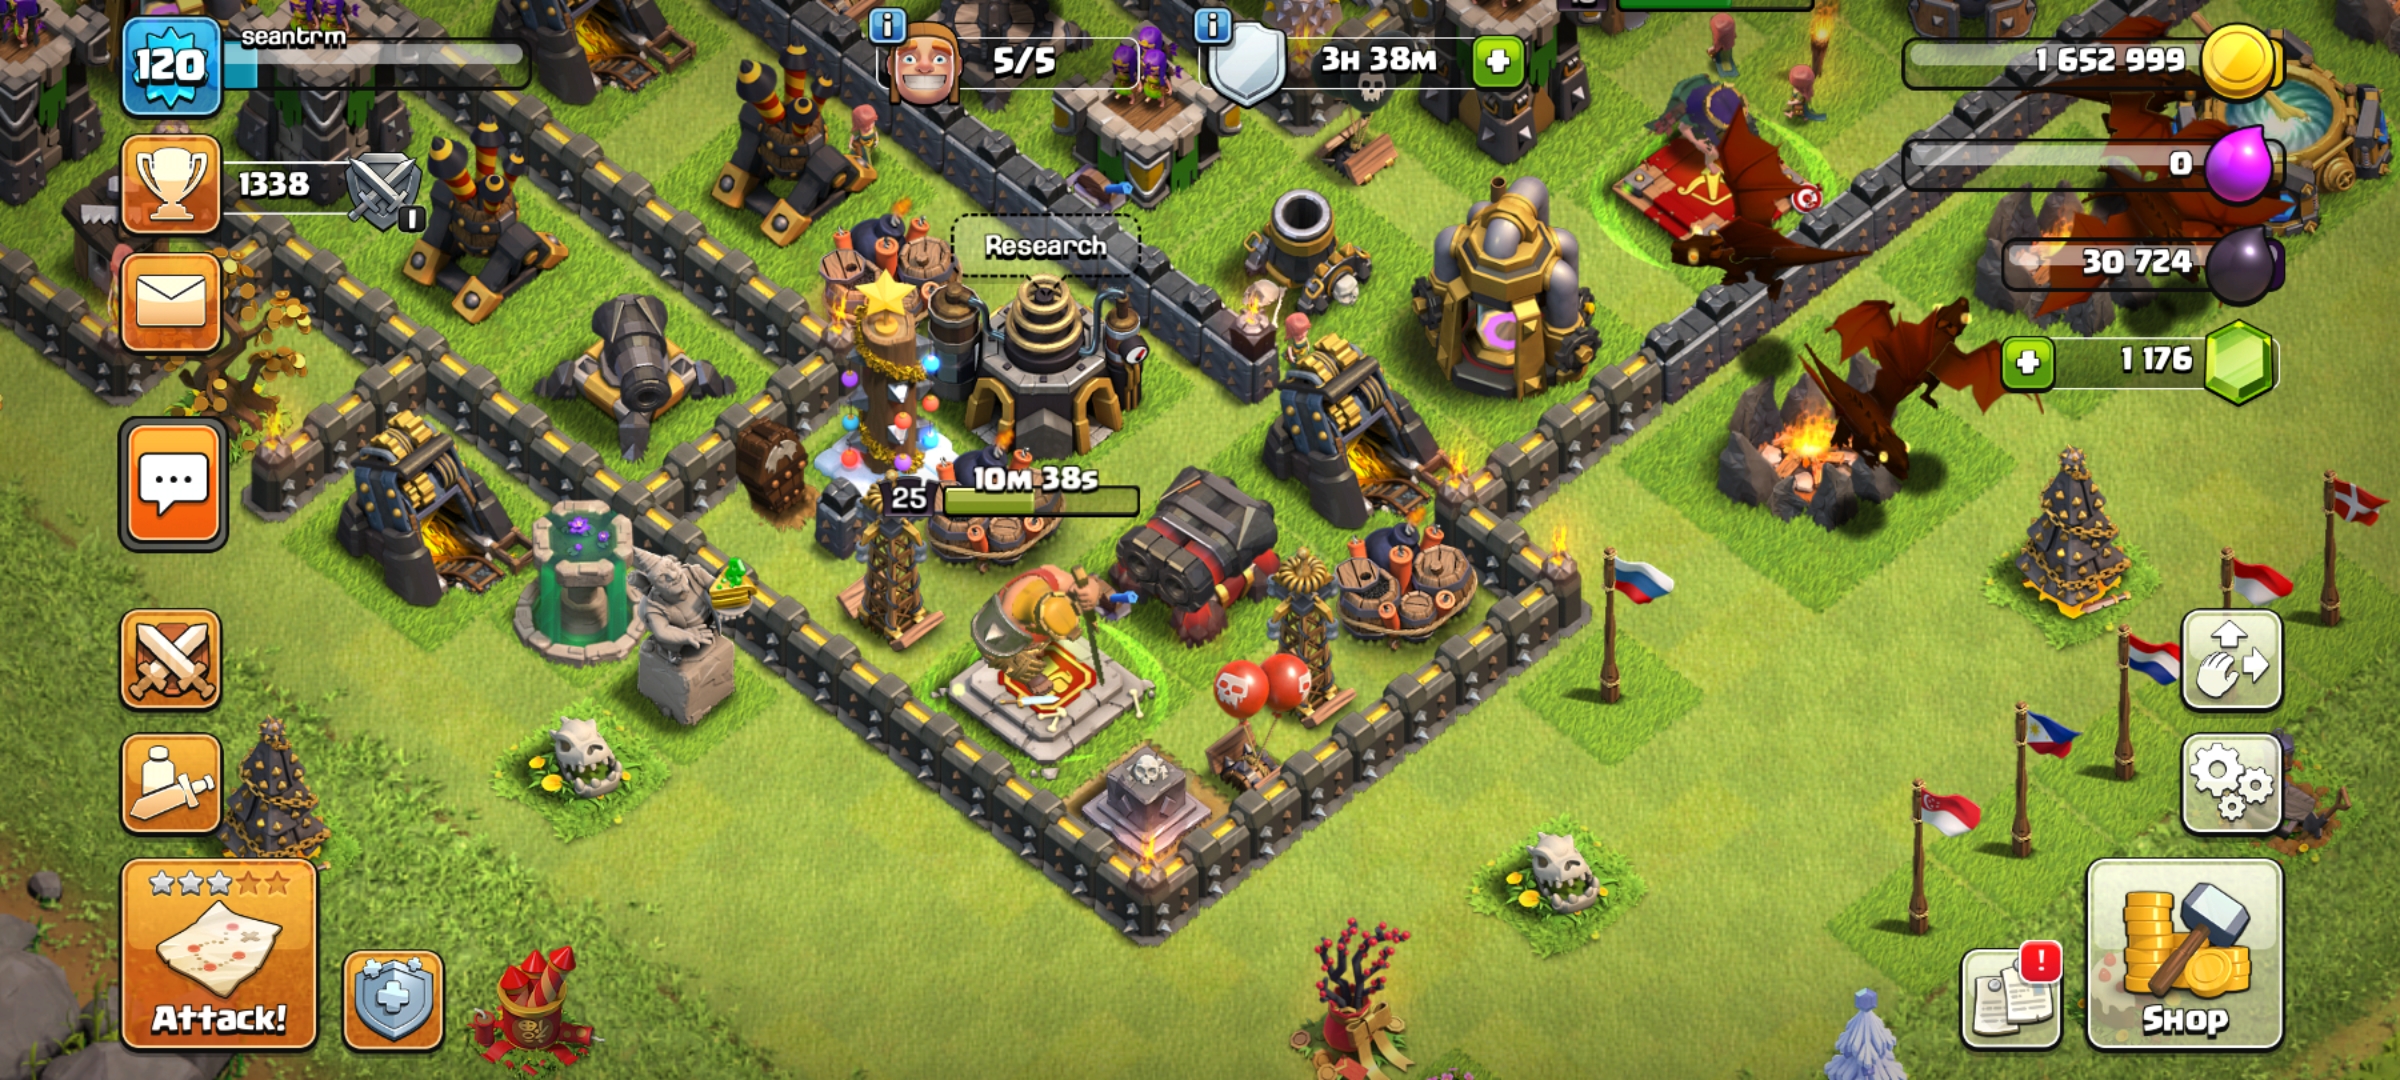 120
seantrm
i
5/5
i
3H 38M
1 652 999
1338
I
0
Research
30 724
1 176
25
10M 38s
!
Attack!
Shop